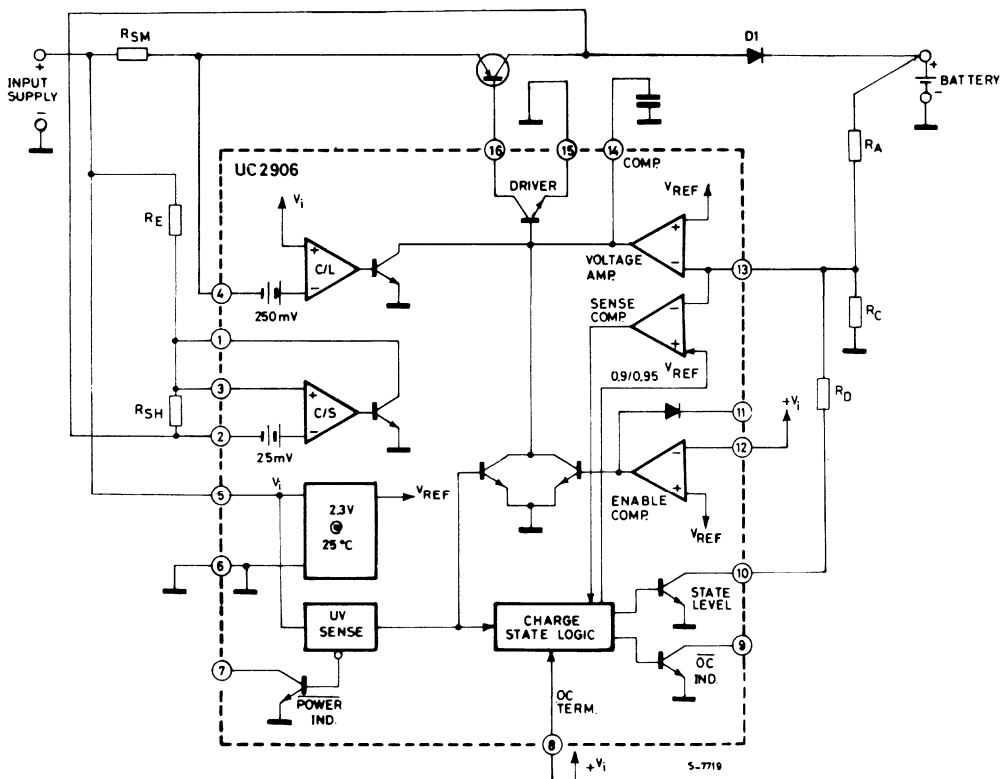 RSM
D1
+
INPUT
SUPPLY
−
+
BATTERY
−
RA
16
15
14
COMP.
UC2906
DRIVER
VREF
Vi
RE
+
C/L
−
+
−
VOLTAGE
AMP.
13
4
250mV
SENSE
COMP.
−
+
RC
1
VREF
0.9/0.95
3
+
C/S
−
RSH
RD
11
+Vi
2
25mV
12
−
+
5
Vi
2.3V
@
25 °C
VREF
ENABLE
COMP.
VREF
6
10
STATE
LEVEL
UV
SENSE
CHARGE
STATE LOGIC
9
OC
IND.
7
POWER
IND.
OC
TERM.
8
+Vi
S-7719